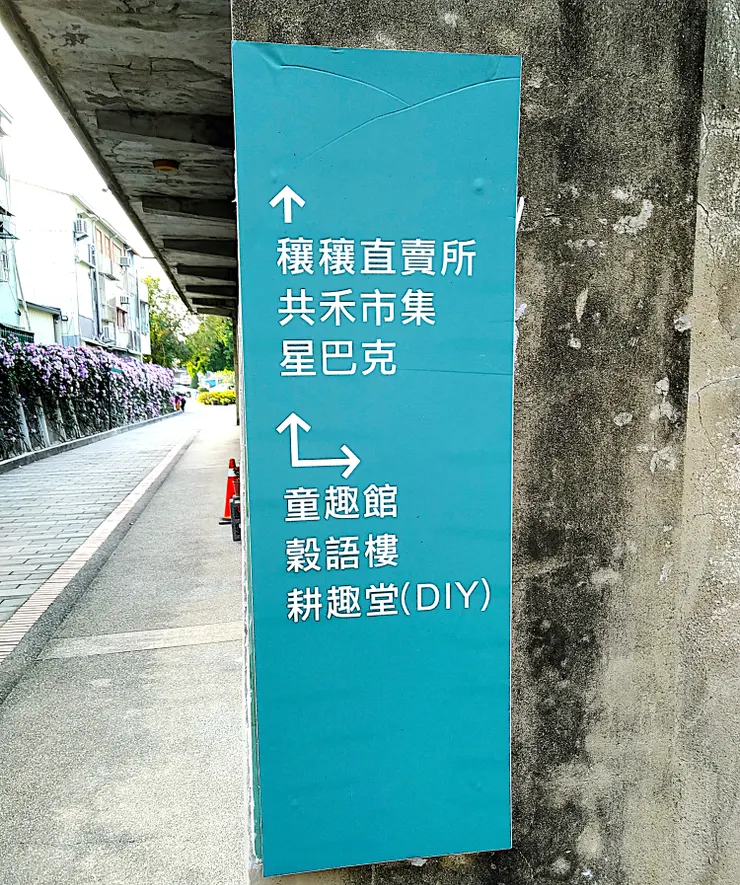 穰穰直賣所
共禾市集
星巴克
童趣館
穀語樓
耕趣堂(DIY)